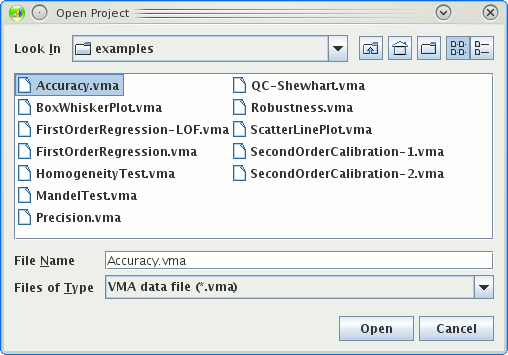 Open Project
Look In
examples
Accuracy.vma
BoxWhiskerPlot.vma
FirstOrderRegression-LOF.vma
FirstOrderRegression.vma
HomogeneityTest.vma
MandelTest.vma
Precision.vma
QC-Shewhart.vma
Robustness.vma
ScatterLinePlot.vma
SecondOrderCalibration-1.vma
SecondOrderCalibration-2.vma
File Name
Accuracy.vma
Files of Type
VMA data file (*.vma)
Open
Cancel